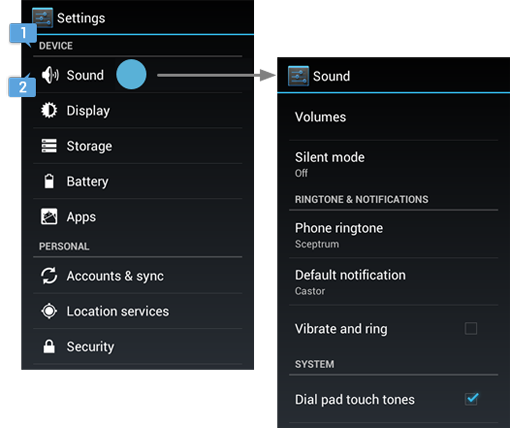 Settings
1
DEVICE
2
Sound
Display
Storage
Battery
Apps
PERSONAL
Accounts & sync
Location services
Security
Sound
Volumes
Silent mode
Off
RINGTONE & NOTIFICATIONS
Phone ringtone
Sceptrum
Default notification
Castor
Vibrate and ring
SYSTEM
Dial pad touch tones